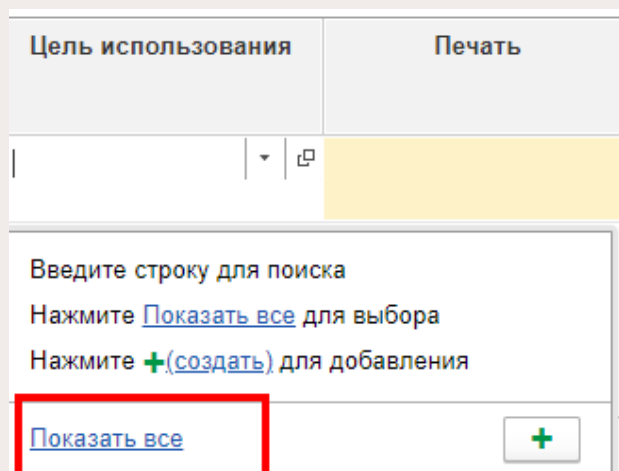 Цель использования Печать
Введите строку для поиска
Нажмите Показать все для выбора
Нажмите +(создать) для добавления
Показать все +